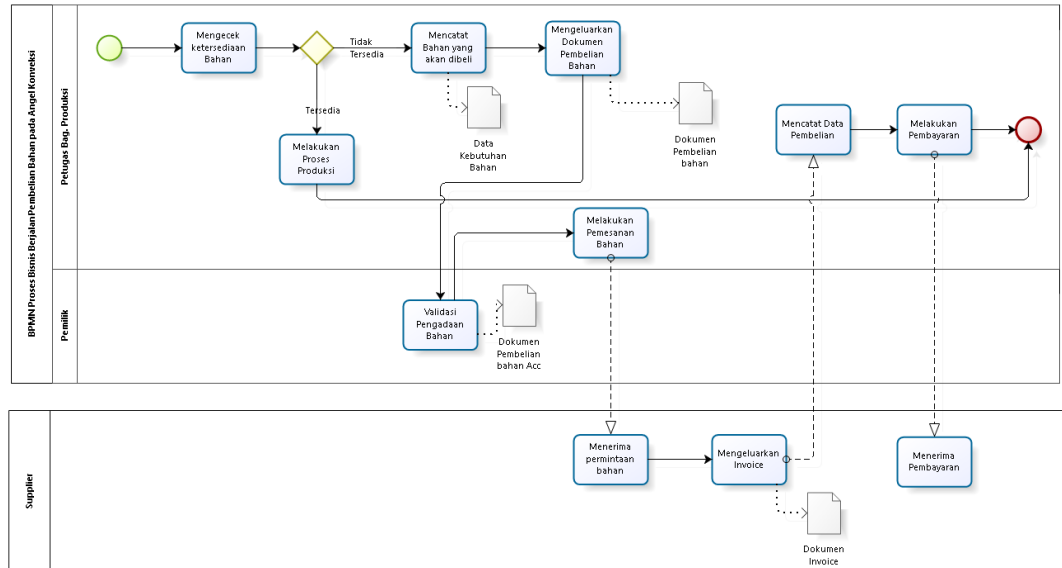 BPMN Proses Bisnis Berjalan Pembelian Bahan pada Angel Konveksi
Petugas Bag. Produksi
Mengecek
ketersediaan
Bahan
Tidak
Tersedia
Mencatat
Bahan yang
akan dibeli
Mengeluarkan
Dokumen
Pembelian
Bahan
Tersedia
Data
Kebutuhan
Bahan
Dokumen
Pembelian
bahan
Mencatat Data
Pembelian
Melakukan
Pembayaran
Melakukan
Proses
Produksi
Melakukan
Pemesanan
Bahan
Pemilik
Validasi
Pengadaan
Bahan
Dokumen
Pembelian
bahan Acc
Supplier
Menerima
permintaan
bahan
Mengeluarkan
Invoice
Menerima
Pembayaran
Dokumen
Invoice